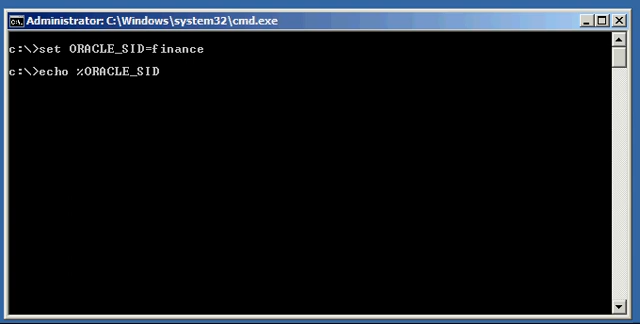 Administrator: C:\Windows\system32\cmd.exe
c:\>set ORACLE_SID=finance
c:\>echo %ORACLE_SID